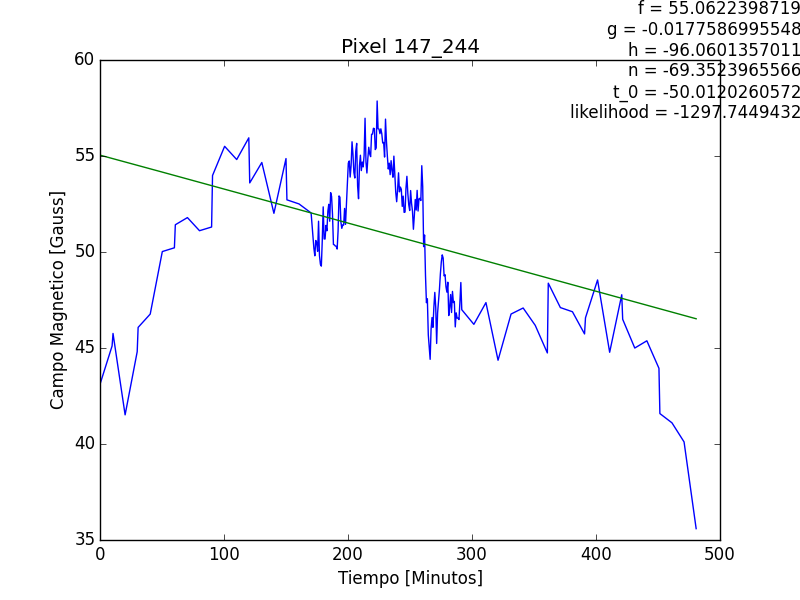 f = 55.0622398719
g = -0.0177586995548
Pixel 147_244
h = -96.0601357011
n = -69.3523965566
t_0 = -50.0120260572
likelihood = -1297.7449432
60
55
50
45
40
35
Campo Magnetico [Gauss]
0 100 200 300 400 500
Tiempo [Minutos]